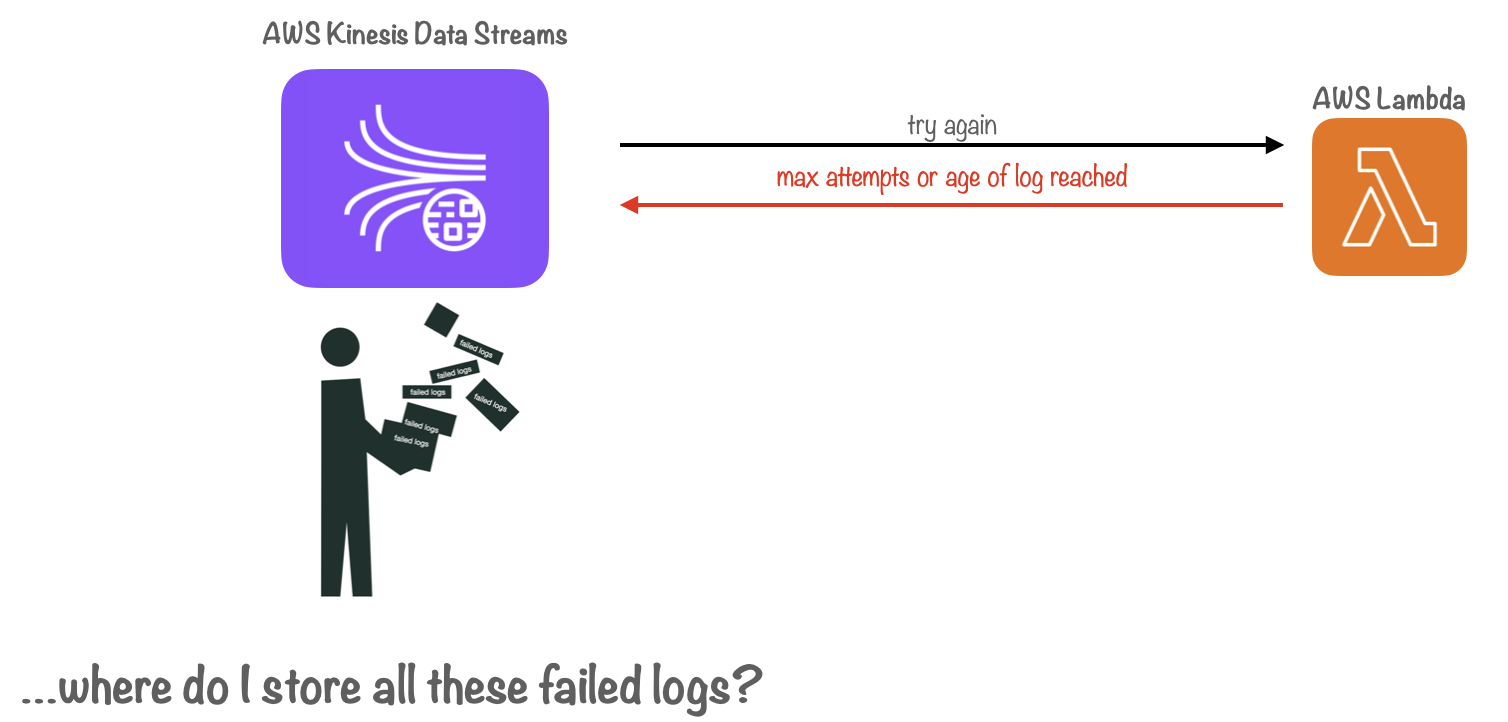 AWS Kinesis Data Streams
AWS Lambda
try again
max attempts or age of log reached
failed logs
failed logs
failed logs
failed logs
failed logs
failed logs
...where do I store all these failed logs?